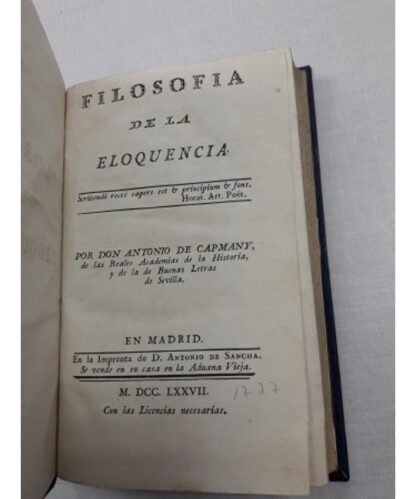 FILOSOFIA
DE LA
ELOQUENCIA
Scribendi recte sapere est & principium & fons.
Horat. Art. Poët.
POR DON ANTONIO DE CAPMANY,
de las Reales Academias de la Historia,
y de la de Buenas Letras
de Sevilla.
EN MADRID.
En la Imprenta de D. ANTONIO DE SANCHA.
Se vende en su casa en la Aduana Vieja.
M. DCC. LXXVII.
1777
Con las Licencias necesarias.